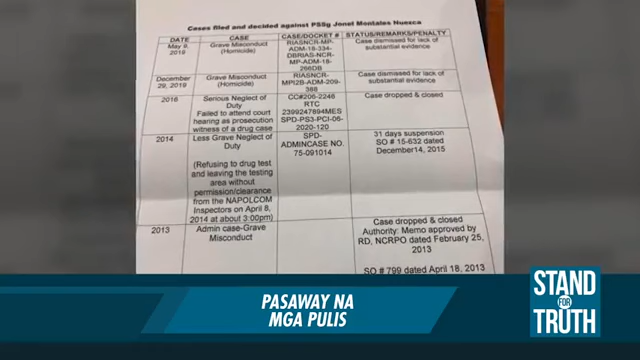 Cases filed and decided against PSSg Jonel Montales Nuezca
DATE CASE CASE/DOCKET # STATUS/REMARKS/PENALTY
May 9, 2019 Grave Misconduct (Homicide) RIASNCR-MP-ADM-18-334 DBRIAS-NCR-MP-ADM-18-266DB Case dismissed for lack of substantial evidence
December 29, 2019 Grave Misconduct (Homicide) RIASNCR-MPI2B-ADM-209-388 Case dismissed for lack of substantial evidence
2016 Serious Neglect of Duty Failed to attend court hearing as prosecution witness of a drug case CC#206-2246 RTC 2399247894MES SPD-PS3-PCI-06-2020-120 Case dropped & closed
2014 Less Grave Neglect of Duty SPD-ADMINCASE NO. 75-091014 31 days suspension SO # 15-632 dated December14, 2015
(Refusing to drug test and leaving the testing area without permission/clearance from the NAPOLCOM Inspectors on April 8, 2014 at about 3:00pm)
2013 Admin case-Grave Misconduct Case dropped & closed Authority: Memo approved by RD, NCRPO dated February 25, 2013
SO # 799 dated April 18, 2013
PASAWAY NA
MGA PULIS
STAND
FOR
TRUTH